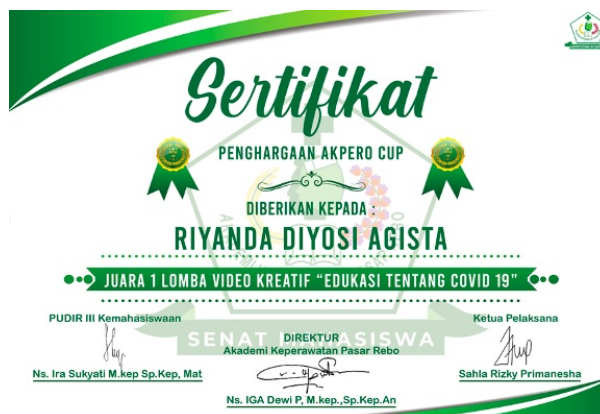 Sertifikat
PENGHARGAAN AKPERO CUP
DIBERIKAN KEPADA :
RIYANDA DIYOSI AGISTA
JUARA 1 LOMBA VIDEO KREATIF “EDUKASI TENTANG COVID 19”
PUDIR III Kemahasiswaan
Ns. Ira Sukyati M.kep Sp.Kep, Mat
SENAT MAHASISWA
DIREKTUR
Akademi Keperawatan Pasar Rebo
Ns. IGA Dewi P, M.kep.,Sp.Kep.An
Ketua Pelaksana
Sahla Rizky Primanesha